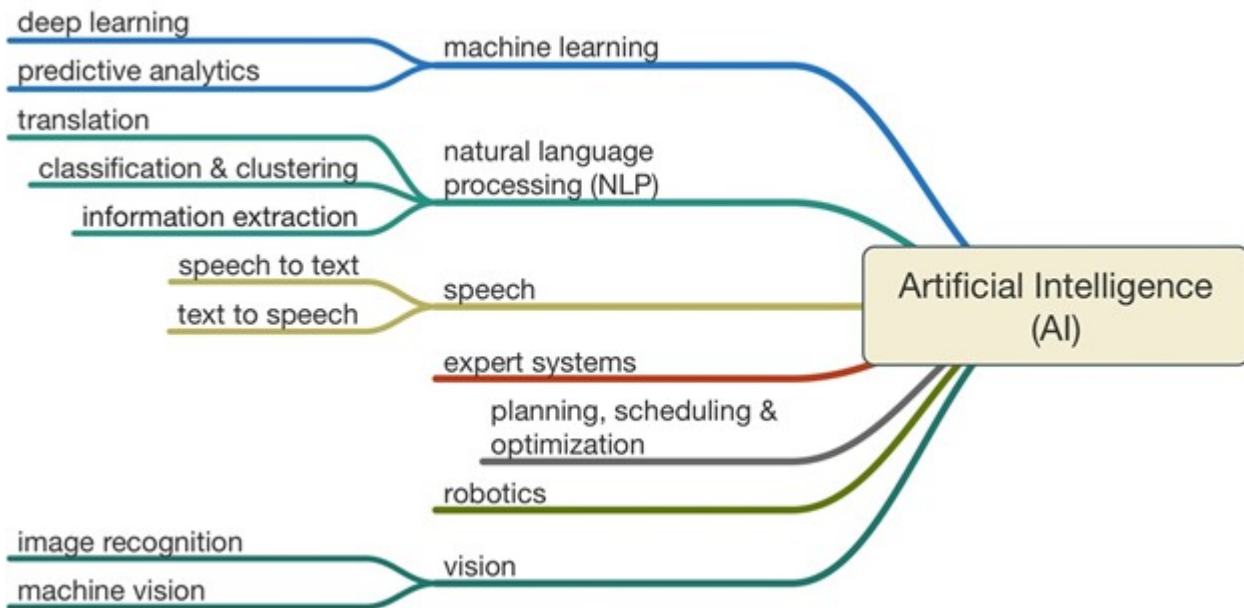 deep learning
predictive analytics
machine learning
translation
classification & clustering
information extraction
natural language
processing (NLP)
speech to text
text to speech
speech
expert systems
planning, scheduling &
optimization
robotics
image recognition
machine vision
vision
Artificial Intelligence
(AI)